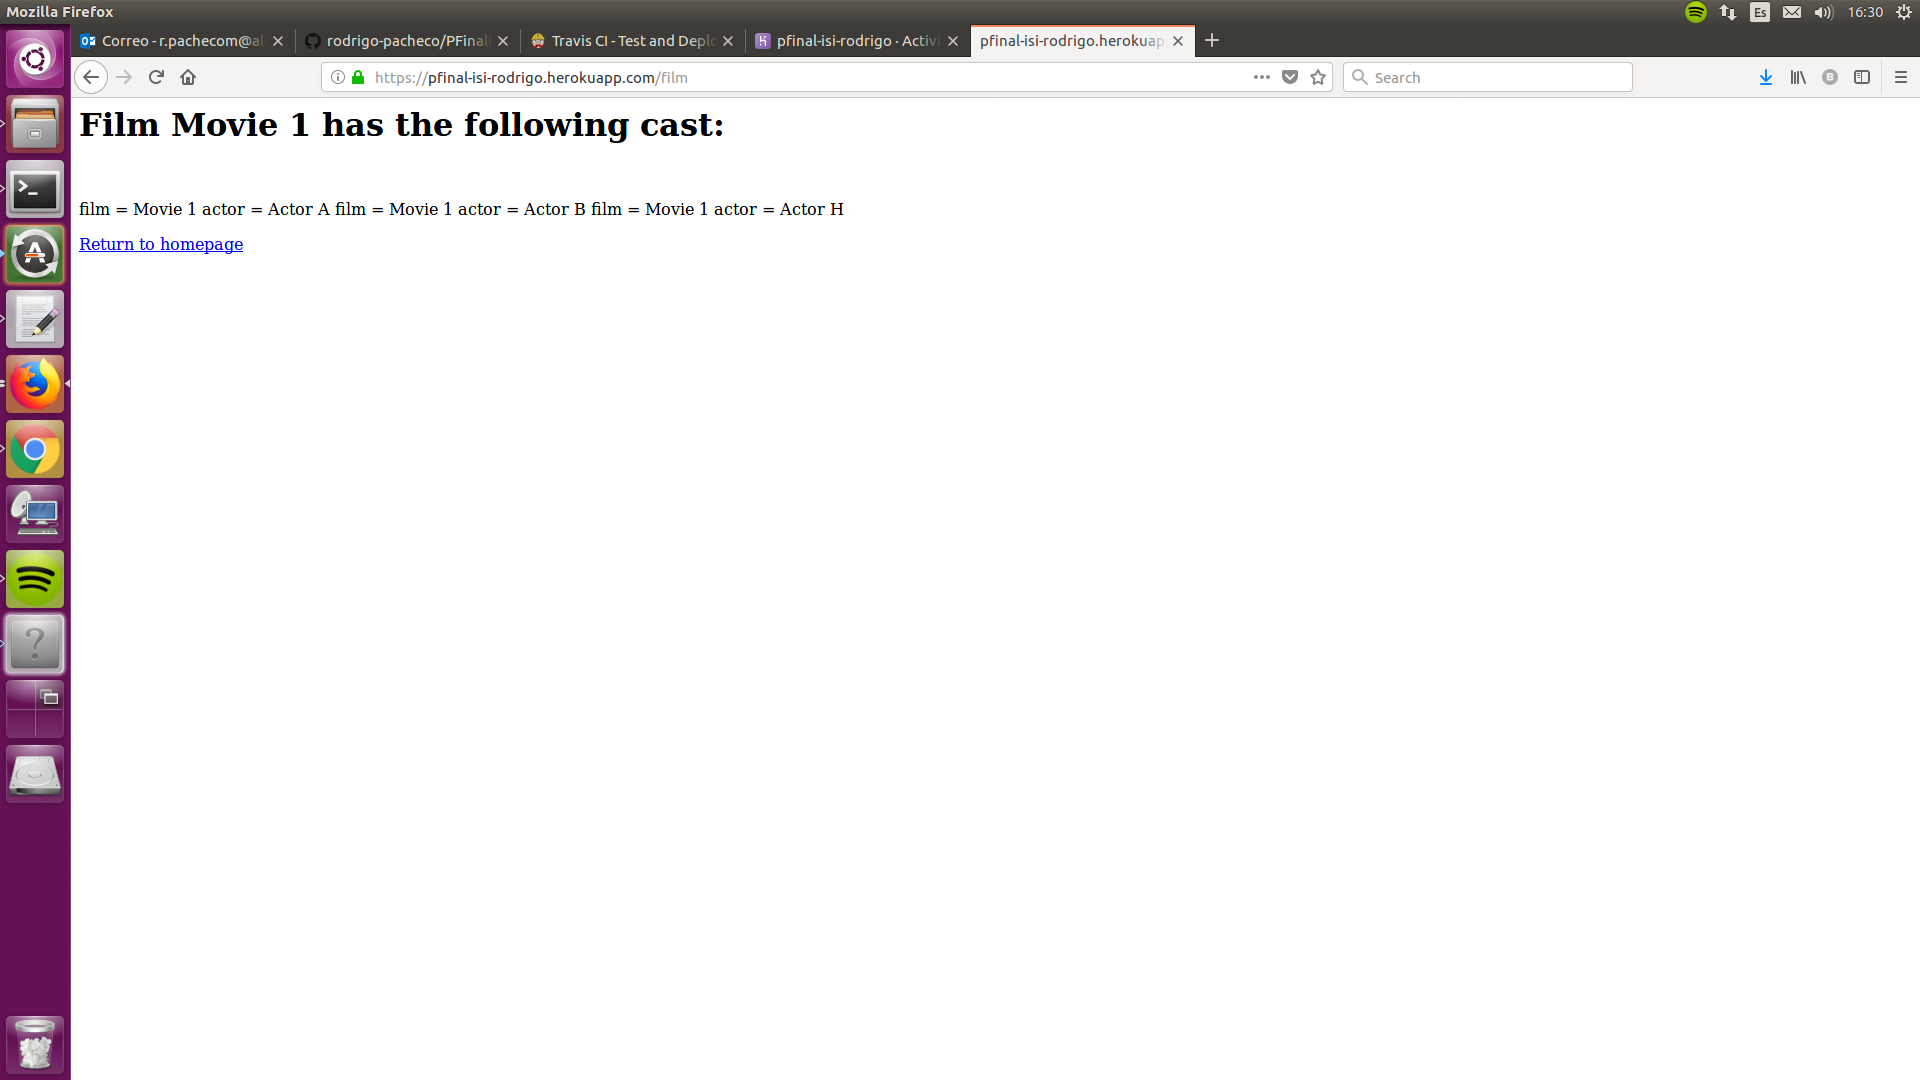 Mozilla Firefox
Es
16:30
Correo - r.pachecom@al
rodrigo-pacheco/PFinal
Travis CI - Test and Deplo
pfinal-isi-rodrigo · Activi
pfinal-isi-rodrigo.herokuap
https://pfinal-isi-rodrigo.herokuapp.com/film
Search
Film Movie 1 has the following cast:
film = Movie 1 actor = Actor A film = Movie 1 actor = Actor B film = Movie 1 actor = Actor H
Return to homepage